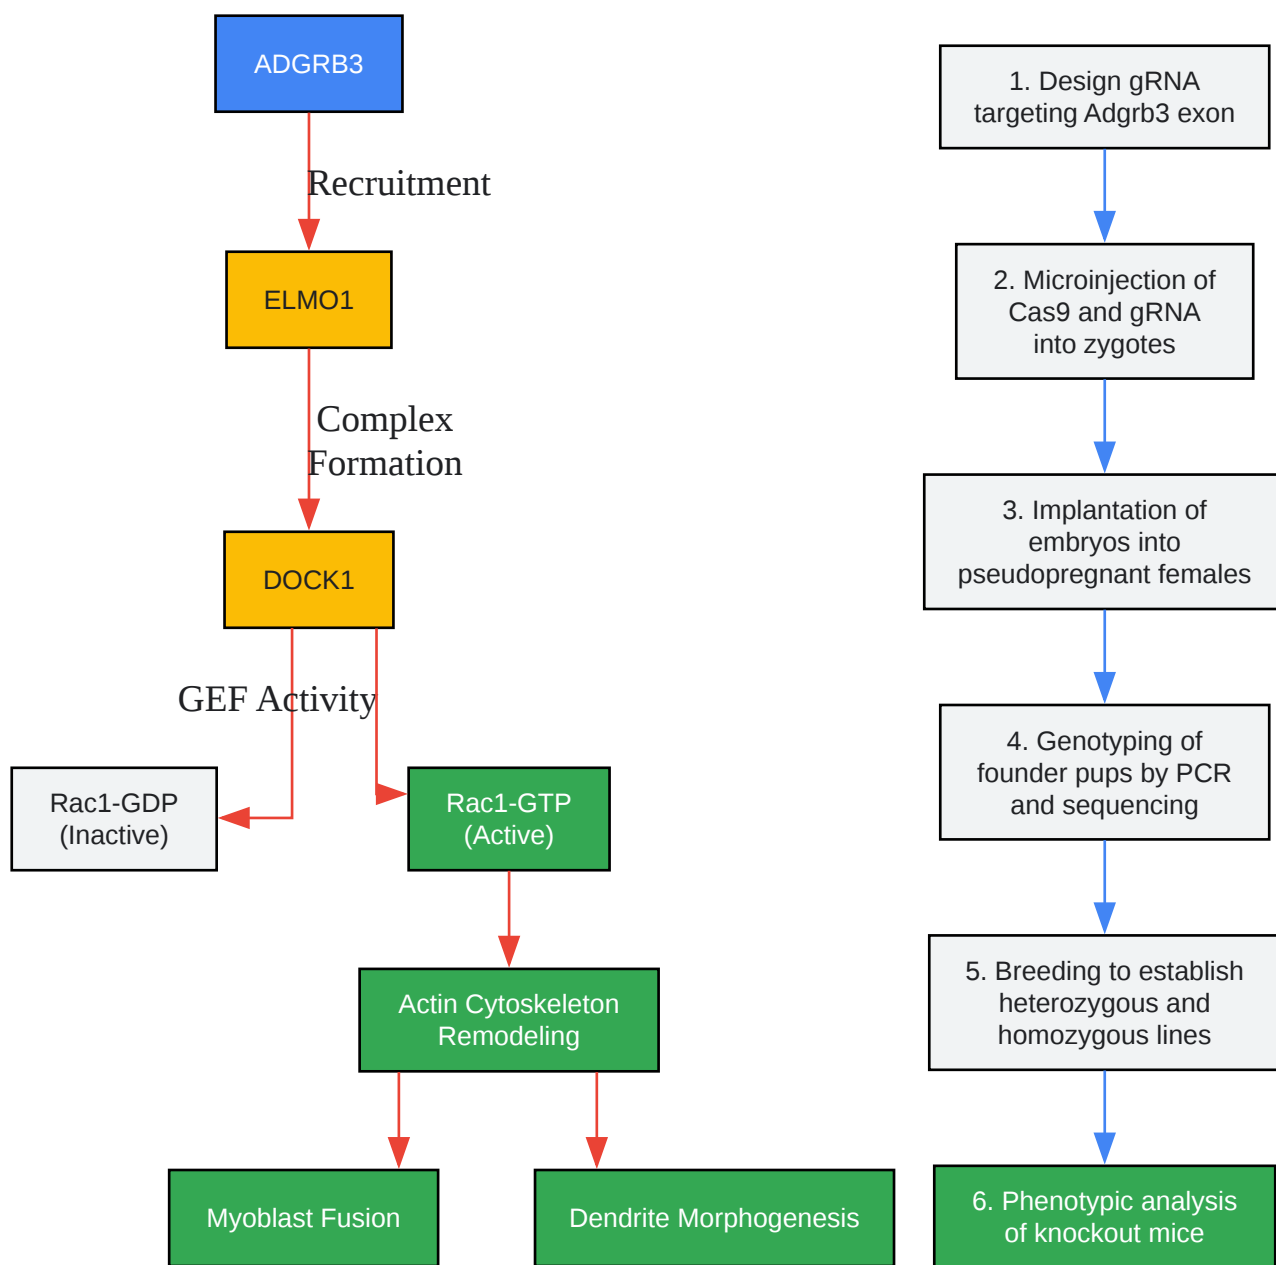 ADGRB3
Recruitment
ELMO1
Complex
Formation
DOCK1
GEF Activity
Rac1-GDP
(Inactive)
Rac1-GTP
(Active)
Actin Cytoskeleton
Remodeling
Myoblast Fusion
Dendrite Morphogenesis
1. Design gRNA
targeting Adgrb3 exon
2. Microinjection of
Cas9 and gRNA
into zygotes
3. Implantation of
embryos into
pseudopregnant females
4. Genotyping of
founder pups by PCR
and sequencing
5. Breeding to establish
heterozygous and
homozygous lines
6. Phenotypic analysis
of knockout mice